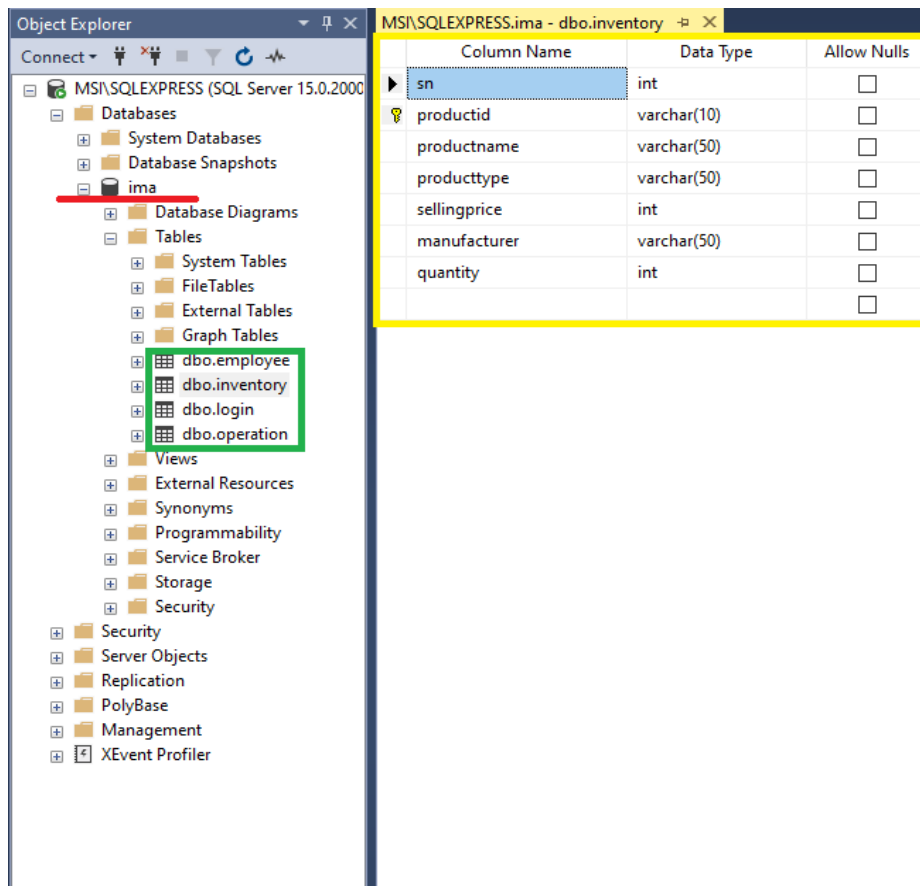 Object Explorer
Connect
MSI\SQLEXPRESS (SQL Server 15.0.2000
Databases
System Databases
Database Snapshots
ima
Database Diagrams
Tables
System Tables
FileTables
External Tables
Graph Tables
dbo.employee
dbo.inventory
dbo.login
dbo.operation
Views
External Resources
Synonyms
Programmability
Service Broker
Storage
Security
Security
Server Objects
Replication
PolyBase
Management
XEvent Profiler
MSI\SQLEXPRESS.ima - dbo.inventory
Column Name Data Type Allow Nulls
sn int
productid varchar(10)
productname varchar(50)
producttype varchar(50)
sellingprice int
manufacturer varchar(50)
quantity int